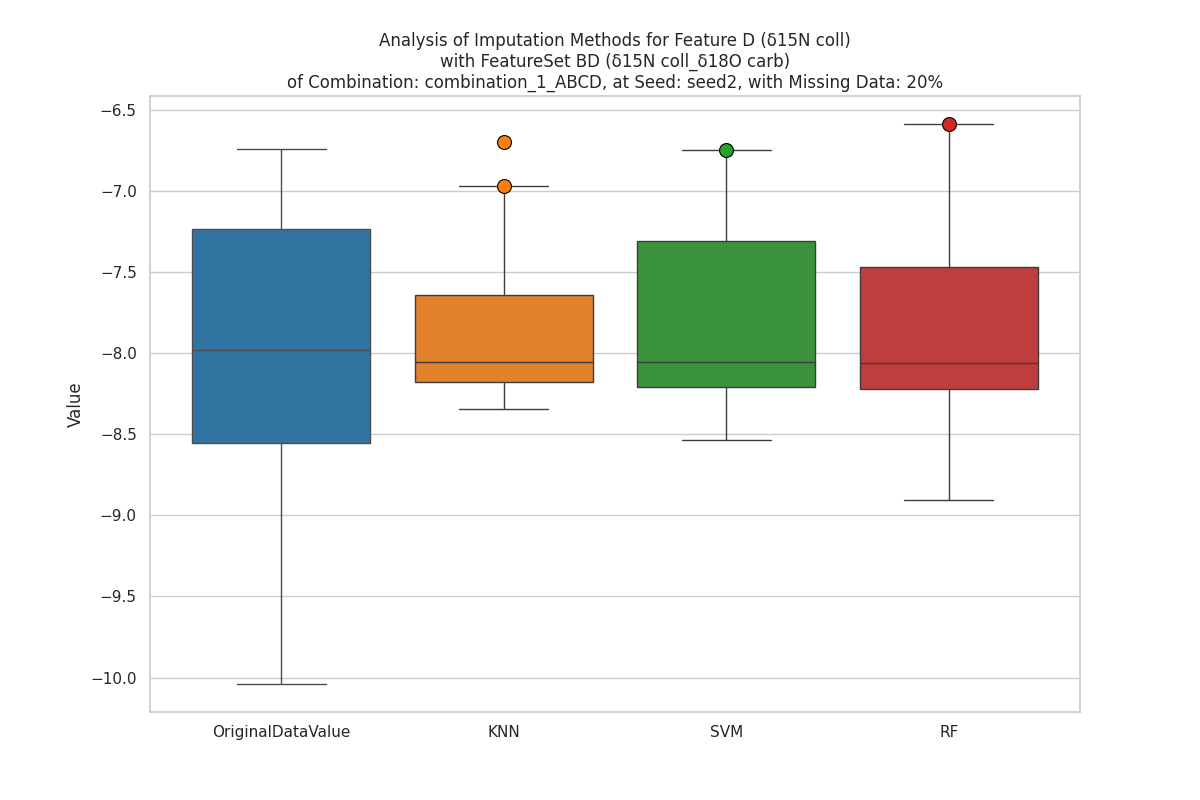 Analysis of Imputation Methods for Feature D (δ15N coll)
with FeatureSet BD (δ15N coll_δ18O carb)
of Combination: combination_1_ABCD, at Seed: seed2, with Missing Data: 20%
Value
−6.5
−7.0
−7.5
−8.0
−8.5
−9.0
−9.5
−10.0
OriginalDataValue
KNN
SVM
RF